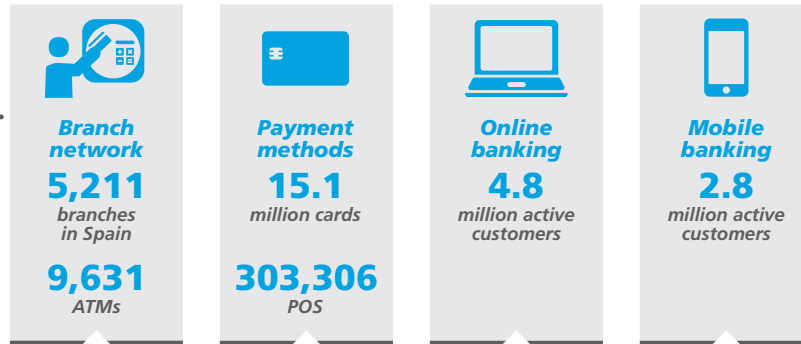 Branch
network
5,211
branches
in Spain
9,631
ATMs
Payment
methods
15.1
million cards
303,306
POS
Online
banking
4.8
million active
customers
Mobile
banking
2.8
million active
customers